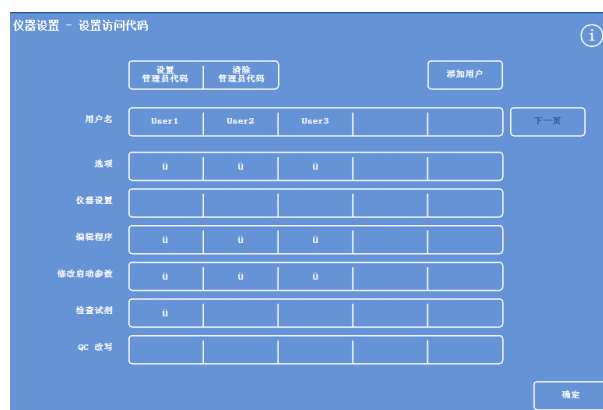 仪器设置 - 设置访问代码
i
设置 清除 添加用户
管理员代码 管理员代码
用户名 User1 User2 User3 下一页
选项 ü ü ü
仪器设置
编辑程序 ü ü ü
修改启动参数 ü ü ü
检查试剂 ü
QC 改写
确定